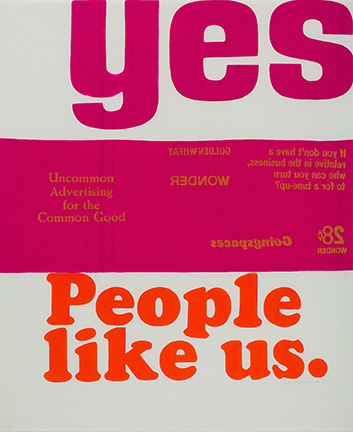 yes
Uncommon
Advertising
for the
Common Good
GOLDEN WHEAT
WONDER
Goingspaces
If you don't have a
relative in the business,
who can you turn
to for a tune-up?
28¢
WONDER
People
like us.